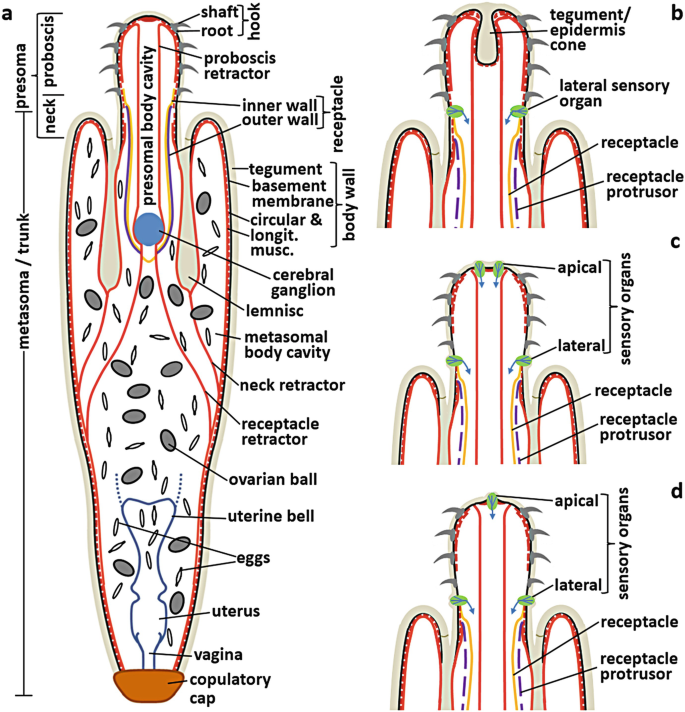 a
shaft
root
hook
proboscis
retractor
presoma
proboscis
neck
presomal body cavity
inner wall
outer wall
receptacle
tegument
basement
membrane
circular &
longit.
musc.
body wall
cerebral
ganglion
lemnisc
metasomal
body cavity
neck retractor
receptacle
retractor
metasoma / trunk
ovarian ball
uterine bell
eggs
uterus
vagina
copulatory
cap
b
tegument/
epidermis
cone
lateral sensory
organ
receptacle
receptacle
protrusor
c
apical
lateral
sensory organs
receptacle
receptacle
protrusor
d
apical
lateral
sensory organs
receptacle
receptacle
protrusor